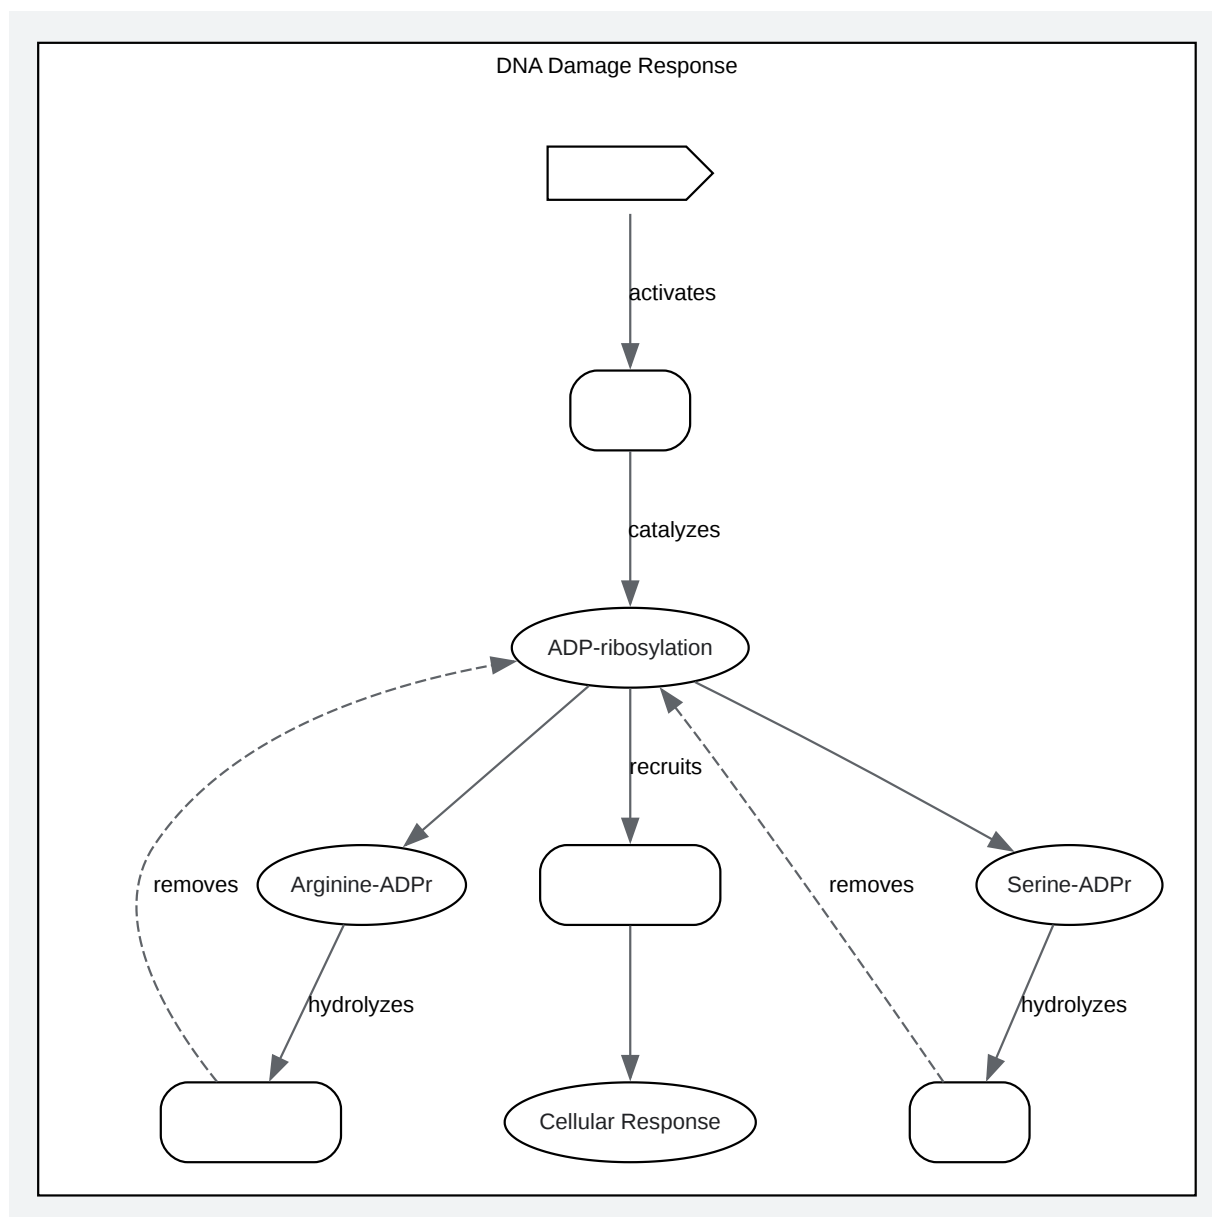 DNA Damage Response
activates
catalyzes
ADP-ribosylation
recruits
removes
Arginine-ADPr
removes
Serine-ADPr
hydrolyzes
hydrolyzes
Cellular Response